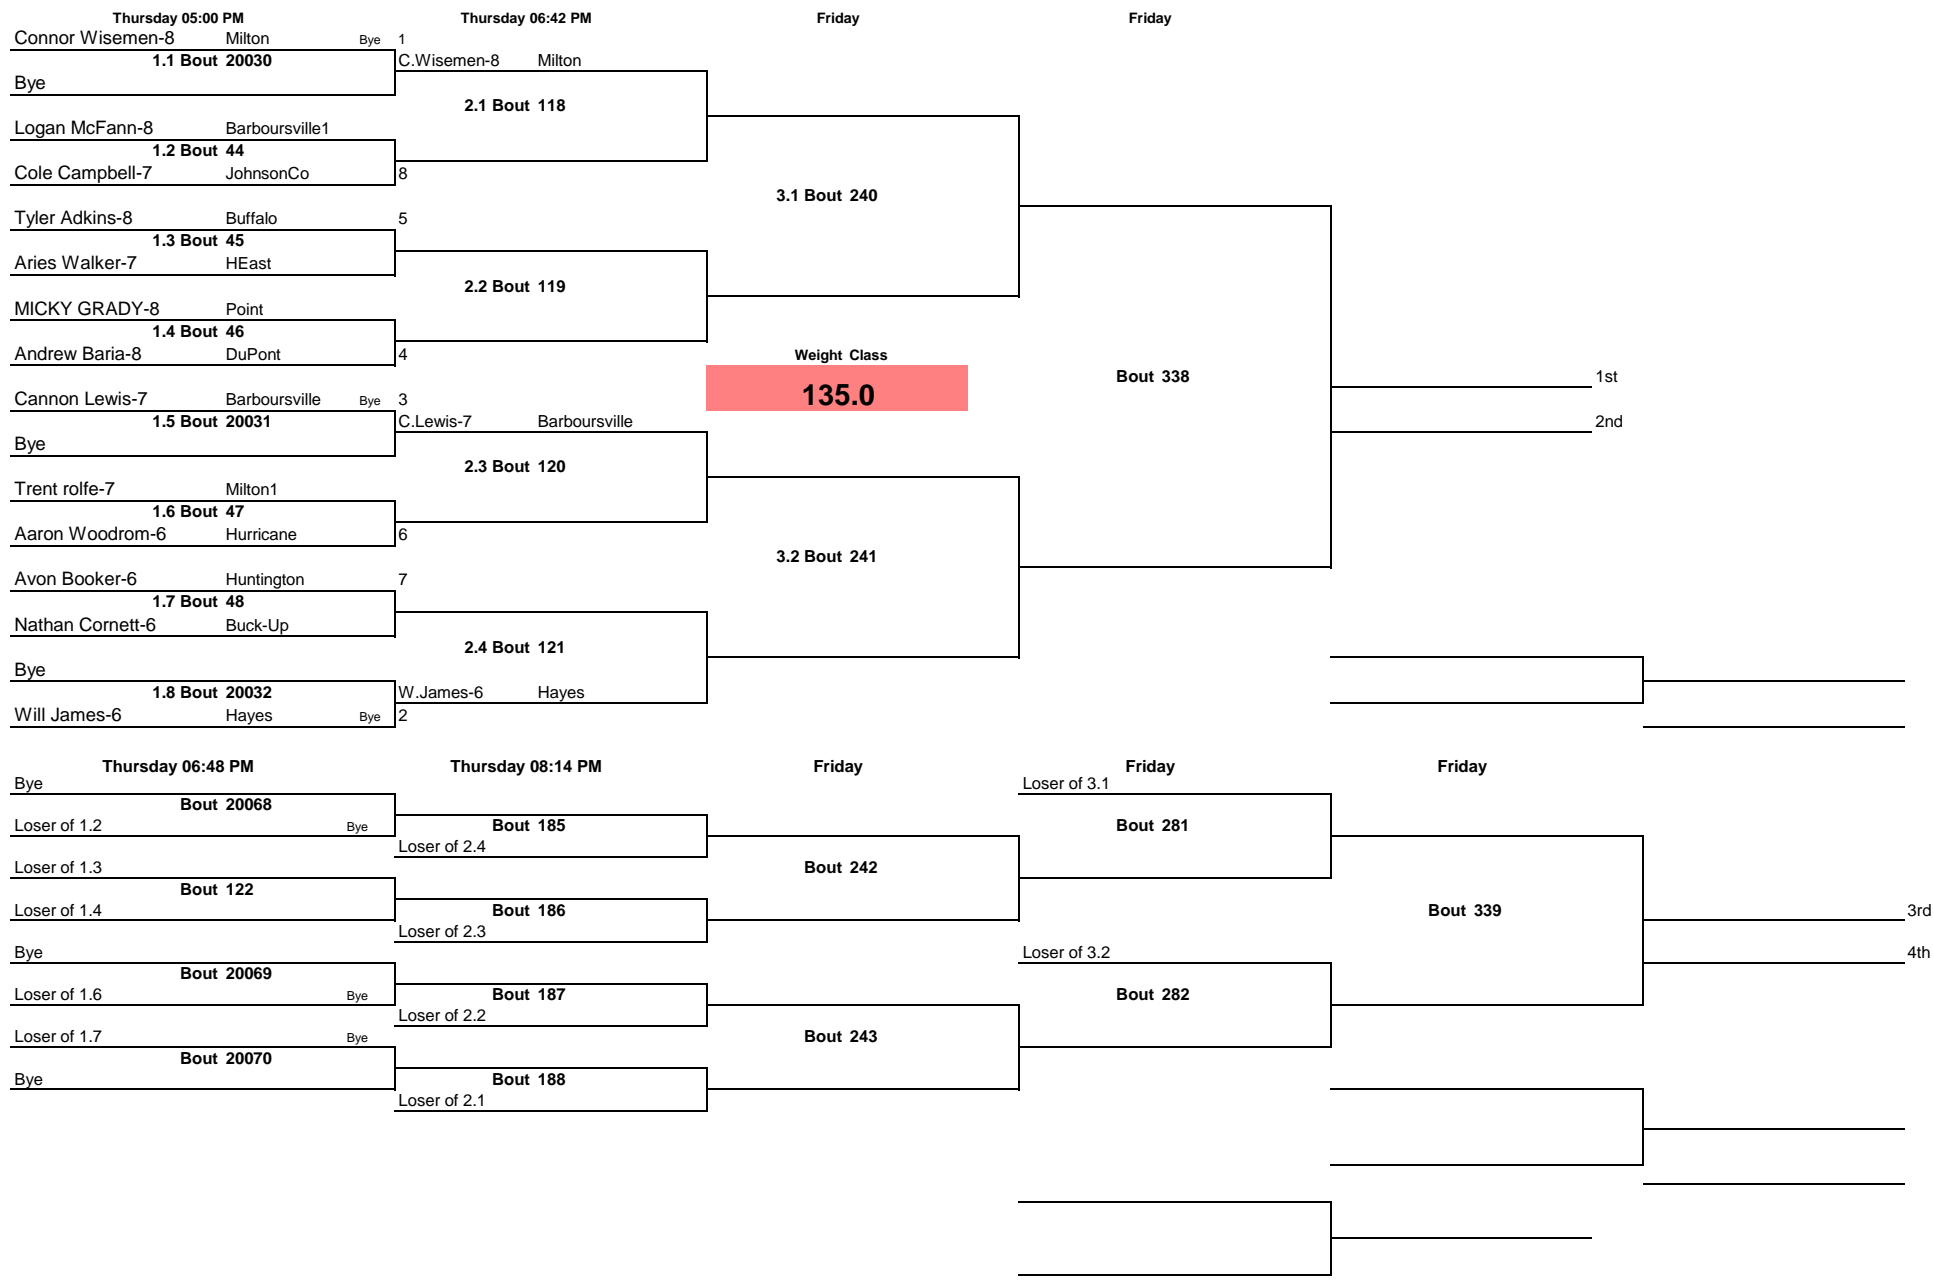 Thursday 05:00 PM Thursday 06:42 PM Friday Friday
Connor Wisemen-8 Milton Bye 1
1.1 Bout 20030 C.Wisemen-8 Milton
Bye
2.1 Bout 118
Logan McFann-8 Barboursville1
1.2 Bout 44
Cole Campbell-7 JohnsonCo 8
3.1 Bout 240
Tyler Adkins-8 Buffalo 5
1.3 Bout 45
Aries Walker-7 HEast
2.2 Bout 119
MICKY GRADY-8 Point
1.4 Bout 46
Andrew Baria-8 DuPont 4 Weight Class
Bout 338 1st
Cannon Lewis-7 Barboursville Bye 3 135.0
1.5 Bout 20031 C.Lewis-7 Barboursville 2nd
Bye
2.3 Bout 120
Trent rolfe-7 Milton1
1.6 Bout 47
Aaron Woodrom-6 Hurricane 6
3.2 Bout 241
Avon Booker-6 Huntington 7
1.7 Bout 48
Nathan Cornett-6 Buck-Up
2.4 Bout 121
Bye
1.8 Bout 20032 W.James-6 Hayes
Will James-6 Hayes Bye 2
Thursday 06:48 PM Thursday 08:14 PM Friday Friday Friday
Bye Loser of 3.1
Bout 20068
Loser of 1.2 Bye Bout 185 Bout 281
Loser of 2.4
Loser of 1.3 Bout 242
Bout 122
Loser of 1.4 Bout 186 Bout 339 3rd
Loser of 2.3
Bye Loser of 3.2 4th
Bout 20069
Loser of 1.6 Bye Bout 187 Bout 282
Loser of 2.2
Loser of 1.7 Bye Bout 243
Bout 20070
Bye Bout 188
Loser of 2.1